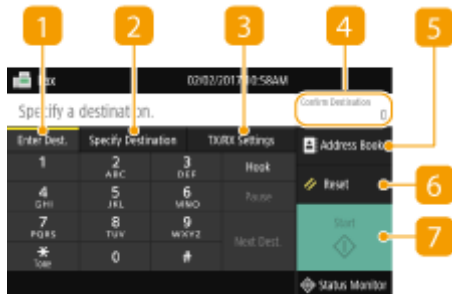 1 2 3 4 5
Fax 02/02/2017 10:58AM
Specify a destination. Confirm Destination 0
Enter Dest. Specify Destination TX/RX Settings Address Book
1 2 ABC 3 DEF Hook
4 GHI 5 JKL 6 MNO Pause Reset 6
7 PQRS 8 TUV 9 WXYZ Next Dest. Start 7
* Tone 0 # Status Monitor